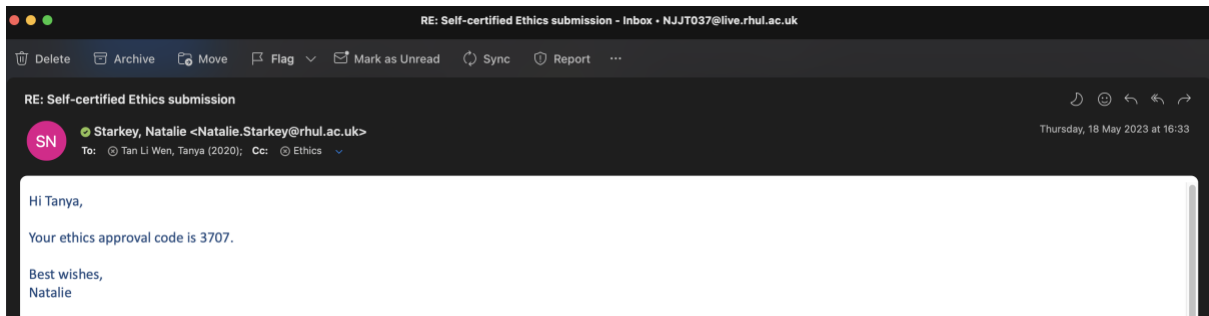 RE: Self-certified Ethics submission - Inbox • NJJT037@live.rhul.ac.uk
Delete Archive Move Flag Mark as Unread Sync Report ...
RE: Self-certified Ethics submission
SN
Starkey, Natalie <Natalie.Starkey@rhul.ac.uk>
Thursday, 18 May 2023 at 16:33
To: Tan Li Wen, Tanya (2020); Cc: Ethics
Hi Tanya,
Your ethics approval code is 3707.
Best wishes,
Natalie